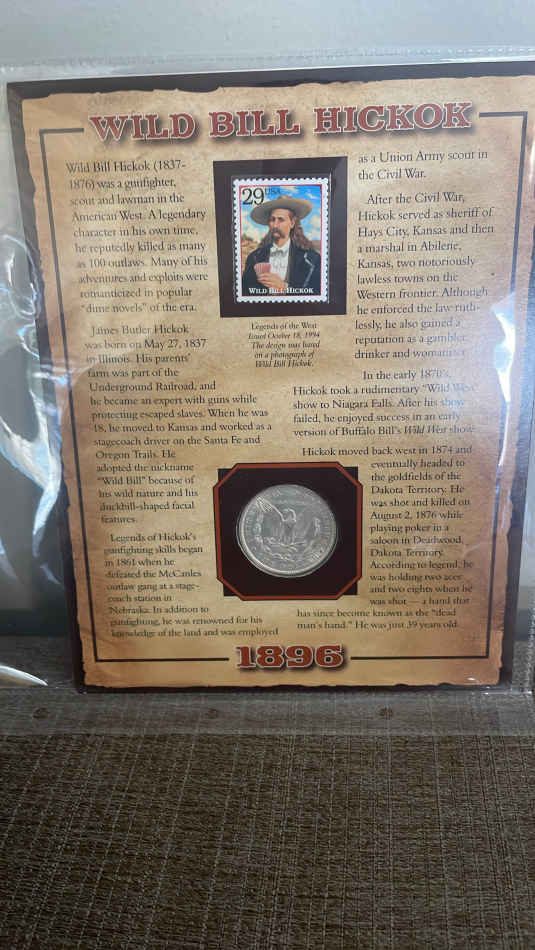 WILD BILL HICKOK
Wild Bill Hickok (1837-
1876) was a gunfighter,
scout and lawman in the
American West. A legendary
character in his own time,
he reputedly killed as many
as 100 outlaws. Many of his
adventures and exploits were
romanticized in popular
"dime novels" of the era.
James Butler Hickok
was born on May 27, 1837
in Illinois. His parents'
farm was part of the
Underground Railroad, and
he became an expert with guns while
protecting escaped slaves. When he was
18, he moved to Kansas and worked as a
stagecoach driver on the Santa Fe and
Oregon Trails. He
adopted the nickname
"Wild Bill" because of
his wild nature and his
duckbill-shaped facial
features.
Legends of Hickok's
gunfighting skills began
in 1861 when he
defeated the McCanles
outlaw gang at a stage-
coach station in
Nebraska. In addition to
gunfighting, he was renowned for his
knowledge of the land and was employed
29 USA
WILD BILL HICKOK
Legends of the West
Issued October 18, 1994
The design was based
on a photograph of
Wild Bill Hickok.
as a Union Army scout in
the Civil War.
After the Civil War,
Hickok served as sheriff of
Hays City, Kansas and then
a marshal in Abilene,
Kansas, two notoriously
lawless towns on the
Western frontier. Although
he enforced the law ruth-
lessly, he also gained a
reputation as a gambler,
drinker and womanizer.
In the early 1870's,
Hickok took a rudimentary "Wild West"
show to Niagara Falls. After his show
failed, he enjoyed success in an early
version of Buffalo Bill's Wild West show.
Hickok moved back west in 1874 and
eventually headed to
the goldfields of the
Dakota Territory. He
was shot and killed on
August 2, 1876 while
playing poker in a
saloon in Deadwood,
Dakota Territory.
According to legend, he
was holding two aces
and two eights when he
was shot — a hand that
has since become known as the "dead
man's hand." He was just 39 years old.
1896